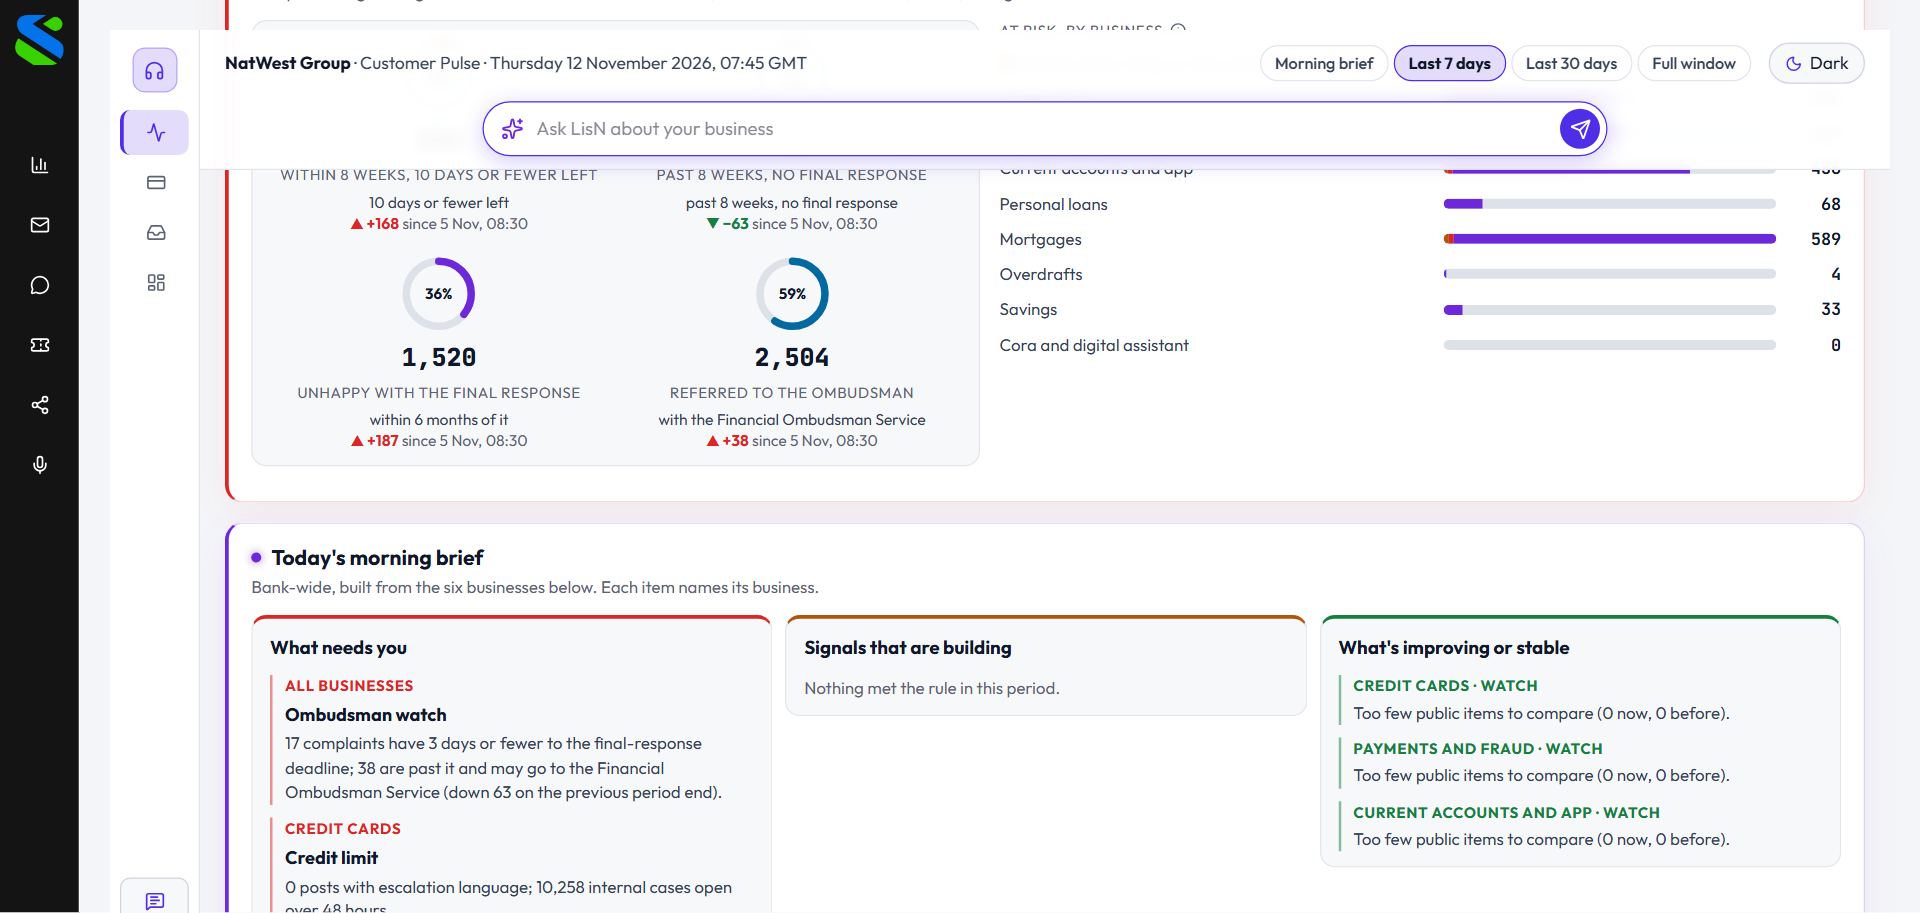 AT RISK, BY BUSINESS
NatWest Group · Customer Pulse · Thursday 12 November 2026, 07:45 GMT
Morning brief
Last 7 days
Last 30 days
Full window
Dark
Ask LisN about your business
WITHIN 8 WEEKS, 10 DAYS OR FEWER LEFT
10 days or fewer left
▲ +168 since 5 Nov, 08:30
PAST 8 WEEKS, NO FINAL RESPONSE
past 8 weeks, no final response
▼ −63 since 5 Nov, 08:30
36%
1,520
UNHAPPY WITH THE FINAL RESPONSE
within 6 months of it
▲ +187 since 5 Nov, 08:30
59%
2,504
REFERRED TO THE OMBUDSMAN
with the Financial Ombudsman Service
▲ +38 since 5 Nov, 08:30
Current accounts and app
Personal loans 68
Mortgages 589
Overdrafts 4
Savings 33
Cora and digital assistant 0
Today's morning brief
Bank-wide, built from the six businesses below. Each item names its business.
What needs you
ALL BUSINESSES
Ombudsman watch
17 complaints have 3 days or fewer to the final-response
deadline; 38 are past it and may go to the Financial
Ombudsman Service (down 63 on the previous period end).
CREDIT CARDS
Credit limit
0 posts with escalation language; 10,258 internal cases open
over 48 hours
Signals that are building
Nothing met the rule in this period.
What's improving or stable
CREDIT CARDS · WATCH
Too few public items to compare (0 now, 0 before).
PAYMENTS AND FRAUD · WATCH
Too few public items to compare (0 now, 0 before).
CURRENT ACCOUNTS AND APP · WATCH
Too few public items to compare (0 now, 0 before).